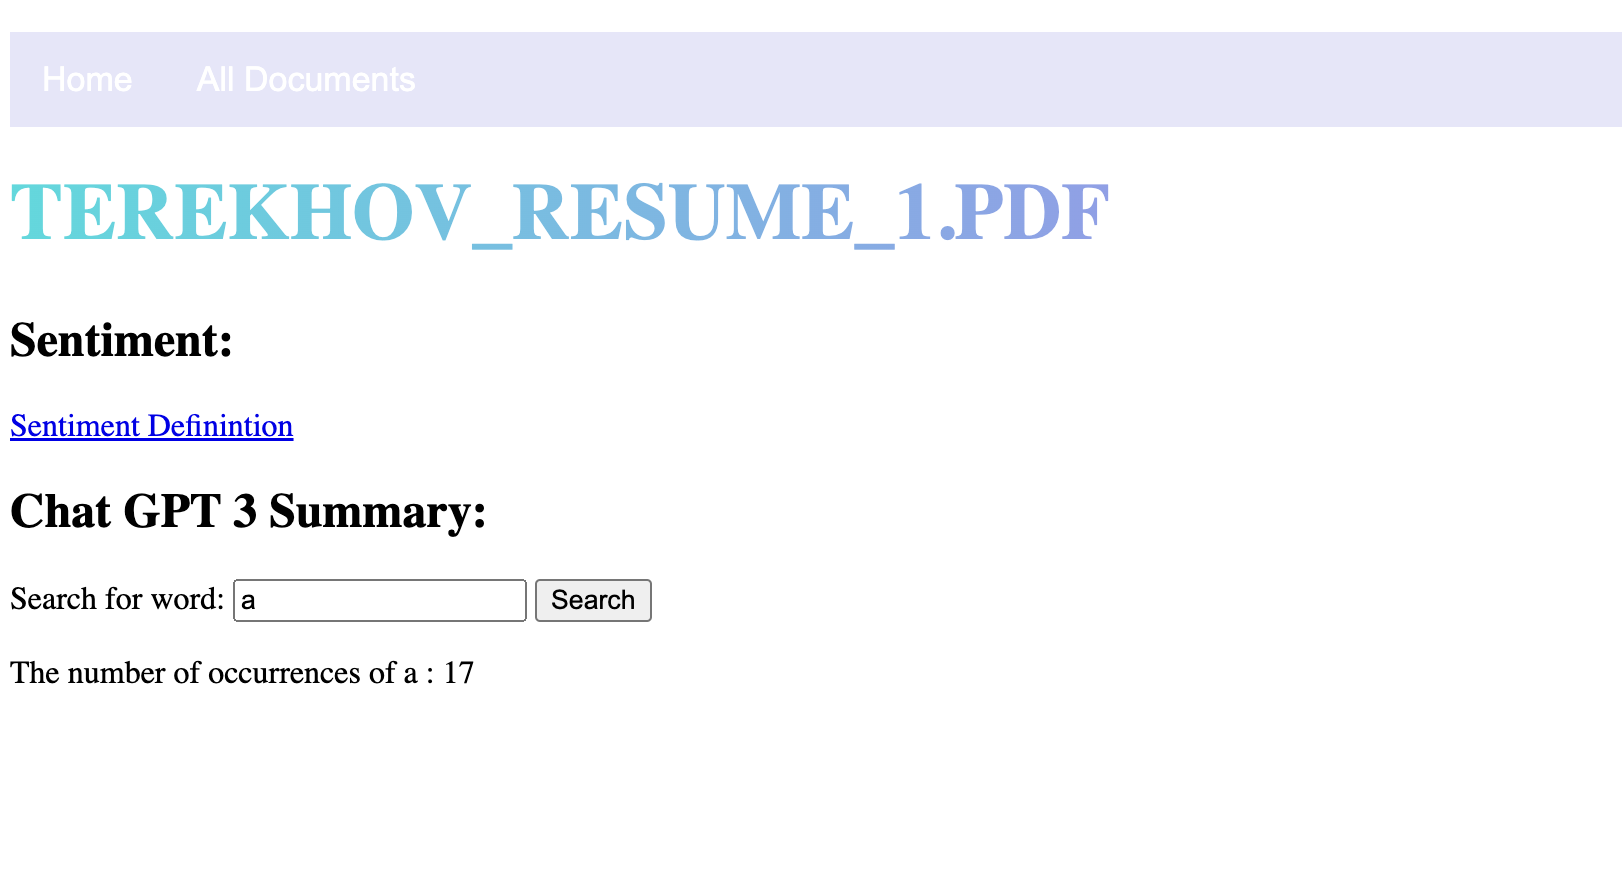 Home All Documents
TEREKHOV_RESUME_1.PDF
Sentiment:
Sentiment Definintion
Chat GPT 3 Summary:
Search for word: a Search
The number of occurrences of a : 17